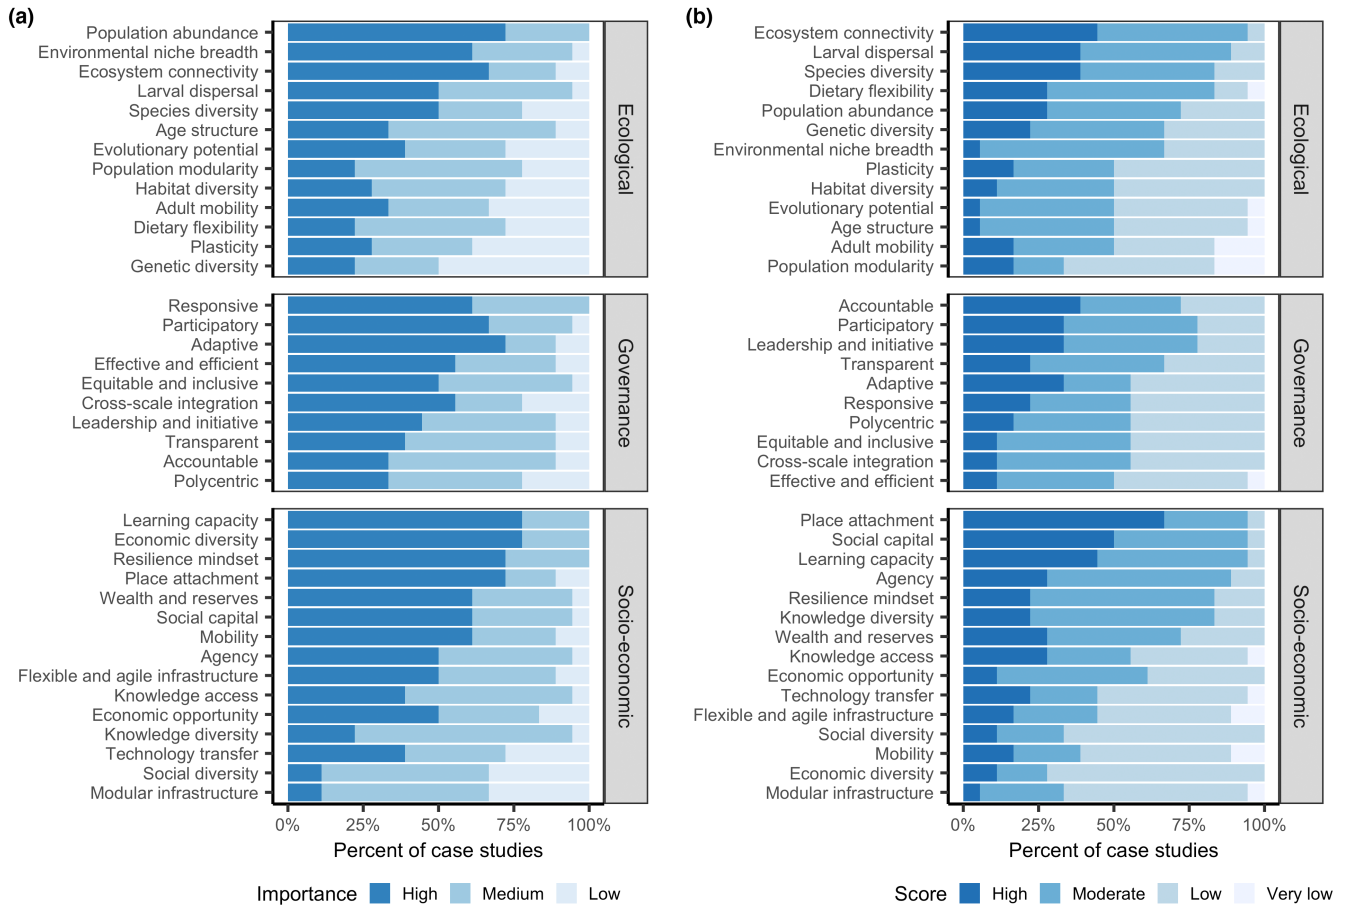 (a)
Population abundance
Environmental niche breadth
Ecosystem connectivity
Larval dispersal
Species diversity
Age structure
Evolutionary potential
Population modularity
Habitat diversity
Adult mobility
Dietary flexibility
Plasticity
Genetic diversity
Ecological
Responsive
Participatory
Adaptive
Effective and efficient
Equitable and inclusive
Cross-scale integration
Leadership and initiative
Transparent
Accountable
Polycentric
Governance
Learning capacity
Economic diversity
Resilience mindset
Place attachment
Wealth and reserves
Social capital
Mobility
Agency
Flexible and agile infrastructure
Knowledge access
Economic opportunity
Knowledge diversity
Technology transfer
Social diversity
Modular infrastructure
Socio-economic
0% 25% 50% 75% 100%
Percent of case studies
Importance High Medium Low
(b)
Ecosystem connectivity
Larval dispersal
Species diversity
Dietary flexibility
Population abundance
Genetic diversity
Environmental niche breadth
Plasticity
Habitat diversity
Evolutionary potential
Age structure
Adult mobility
Population modularity
Ecological
Accountable
Participatory
Leadership and initiative
Transparent
Adaptive
Responsive
Polycentric
Equitable and inclusive
Cross-scale integration
Effective and efficient
Governance
Place attachment
Social capital
Learning capacity
Agency
Resilience mindset
Knowledge diversity
Wealth and reserves
Knowledge access
Economic opportunity
Technology transfer
Flexible and agile infrastructure
Social diversity
Mobility
Economic diversity
Modular infrastructure
Socio-economic
0% 25% 50% 75% 100%
Percent of case studies
Score High Moderate Low Very low